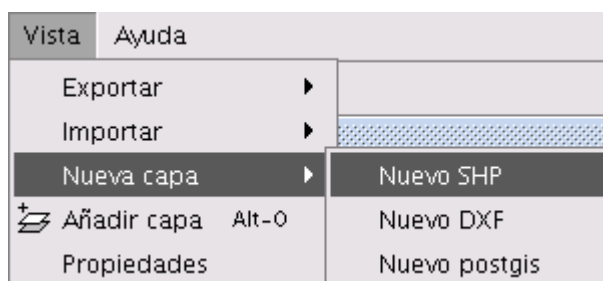 Vista Ayuda
Exportar
Importar
Nueva capa Nuevo SHP
Añadir capa Alt-O Nuevo DXF
Propiedades Nuevo postgis